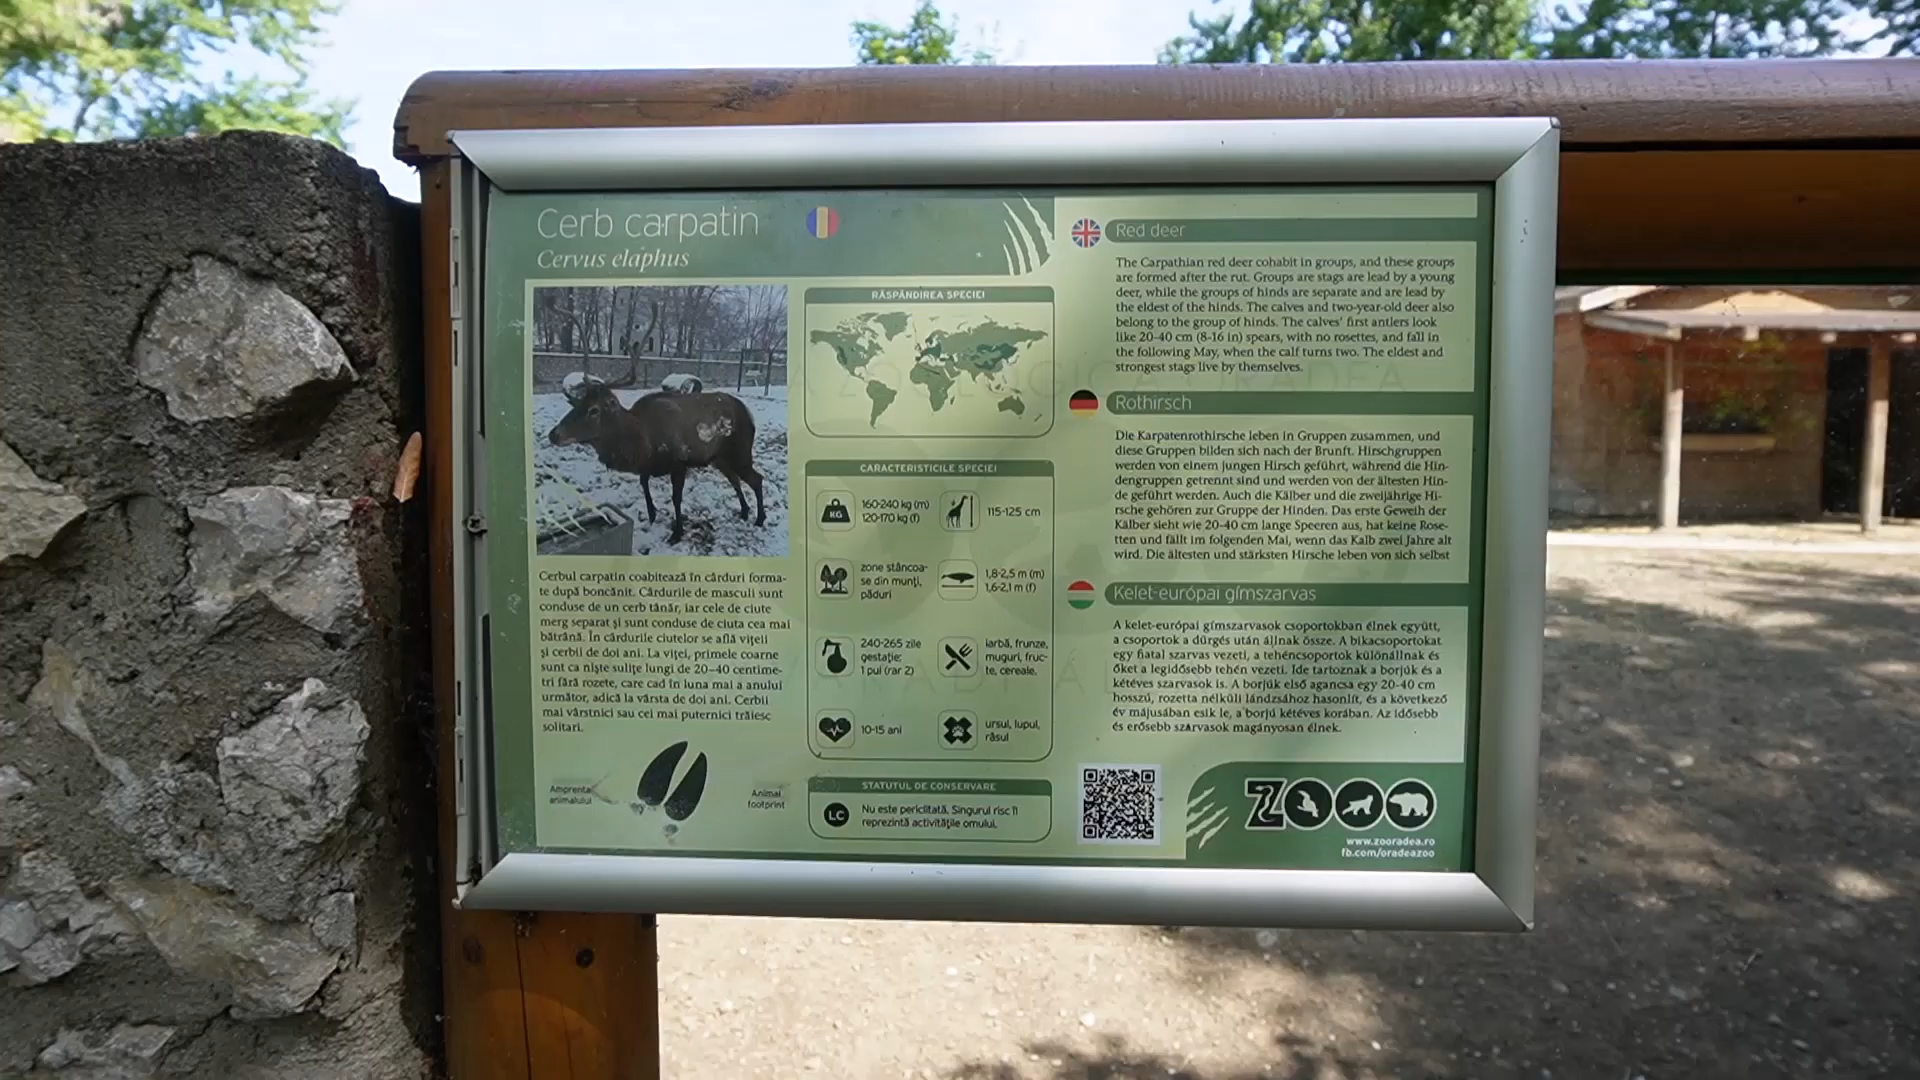 Cerb carpatin
Cervus elaphus
Cerbul carpatin coabitează în cârduri forma-
te după boncănit. Cârdurile de masculi sunt
conduse de un cerb tânăr, iar cele de ciute
merg separat și sunt conduse de ciuta cea mai
bătrână. În cârdurile ciutelor se află vițeii
și cerbii de doi ani. La viței, primele coarne
sunt ca niște sulițe lungi de 20–40 centime-
tri fără rozete, care cad în luna mai a anului
următor, adică la vârsta de doi ani. Cerbii
mai vârstnici sau cei mai puternici trăiesc
solitari.
Amprenta
animalului
Animal
footprint
RĂSPÂNDIREA SPECIEI
CARACTERISTICILE SPECIEI
KG
160-240 kg (m)
120-170 kg (f)
115-125 cm
zone stâncoa-
se din munți,
păduri
1,8-2,5 m (m)
1,6-2,1 m (f)
240-265 zile
gestație;
1 pui (rar 2)
iarbă, frunze,
muguri, fruc-
te, cereale,
10-15 ani
ursul, lupul,
râsul
STATUTUL DE CONSERVARE
LC
Nu este periclitată. Singurul risc îl
reprezintă activitățile omului.
Red deer
The Carpathian red deer cohabit in groups, and these groups
are formed after the rut. Groups are stags are lead by a young
deer, while the groups of hinds are separate and are lead by
the eldest of the hinds. The calves and two-year-old deer also
belong to the group of hinds. The calves' first antlers look
like 20-40 cm (8-16 in) spears, with no rosettes, and fall in
the following May, when the calf turns two. The eldest and
strongest stags live by themselves.
Rothirsch
Die Karpatenrothirsche leben in Gruppen zusammen, und
diese Gruppen bilden sich nach der Brunft. Hirschgruppen
werden von einem jungen Hirsch geführt, während die Hin-
dengruppen getrennt sind und werden von der ältesten Hin-
de geführt werden. Auch die Kälber und die zweijährige Hi-
rsche gehören zur Gruppe der Hinden. Das erste Geweih der
Kälber sieht wie 20-40 cm lange Speeren aus, hat keine Rose-
tten und fällt im folgenden Mai, wenn das Kalb zwei Jahre alt
wird. Die ältesten und stärksten Hirsche leben von sich selbst
Kelet-európai gímszarvas
A kelet-európai gímszarvasok csoportokban élnek együtt,
a csoportok a dürgés után állnak össze. A bikacsoportokat
egy fiatal szarvas vezeti, a tehéncsoportok különállnak és
őket a legidősebb tehén vezeti. Ide tartoznak a borjúk és a
kétéves szarvasok is. A borjúk első agancsa egy 20-40 cm
hosszú, rozetta nélküli lándzsához hasonlít, és a következő
év májusában esik le, a borjú kétéves korában. Az idősebb
és erősebb szarvasok magányosan élnek.
ZOO
www.zooradea.ro
fb.com/oradeazoo